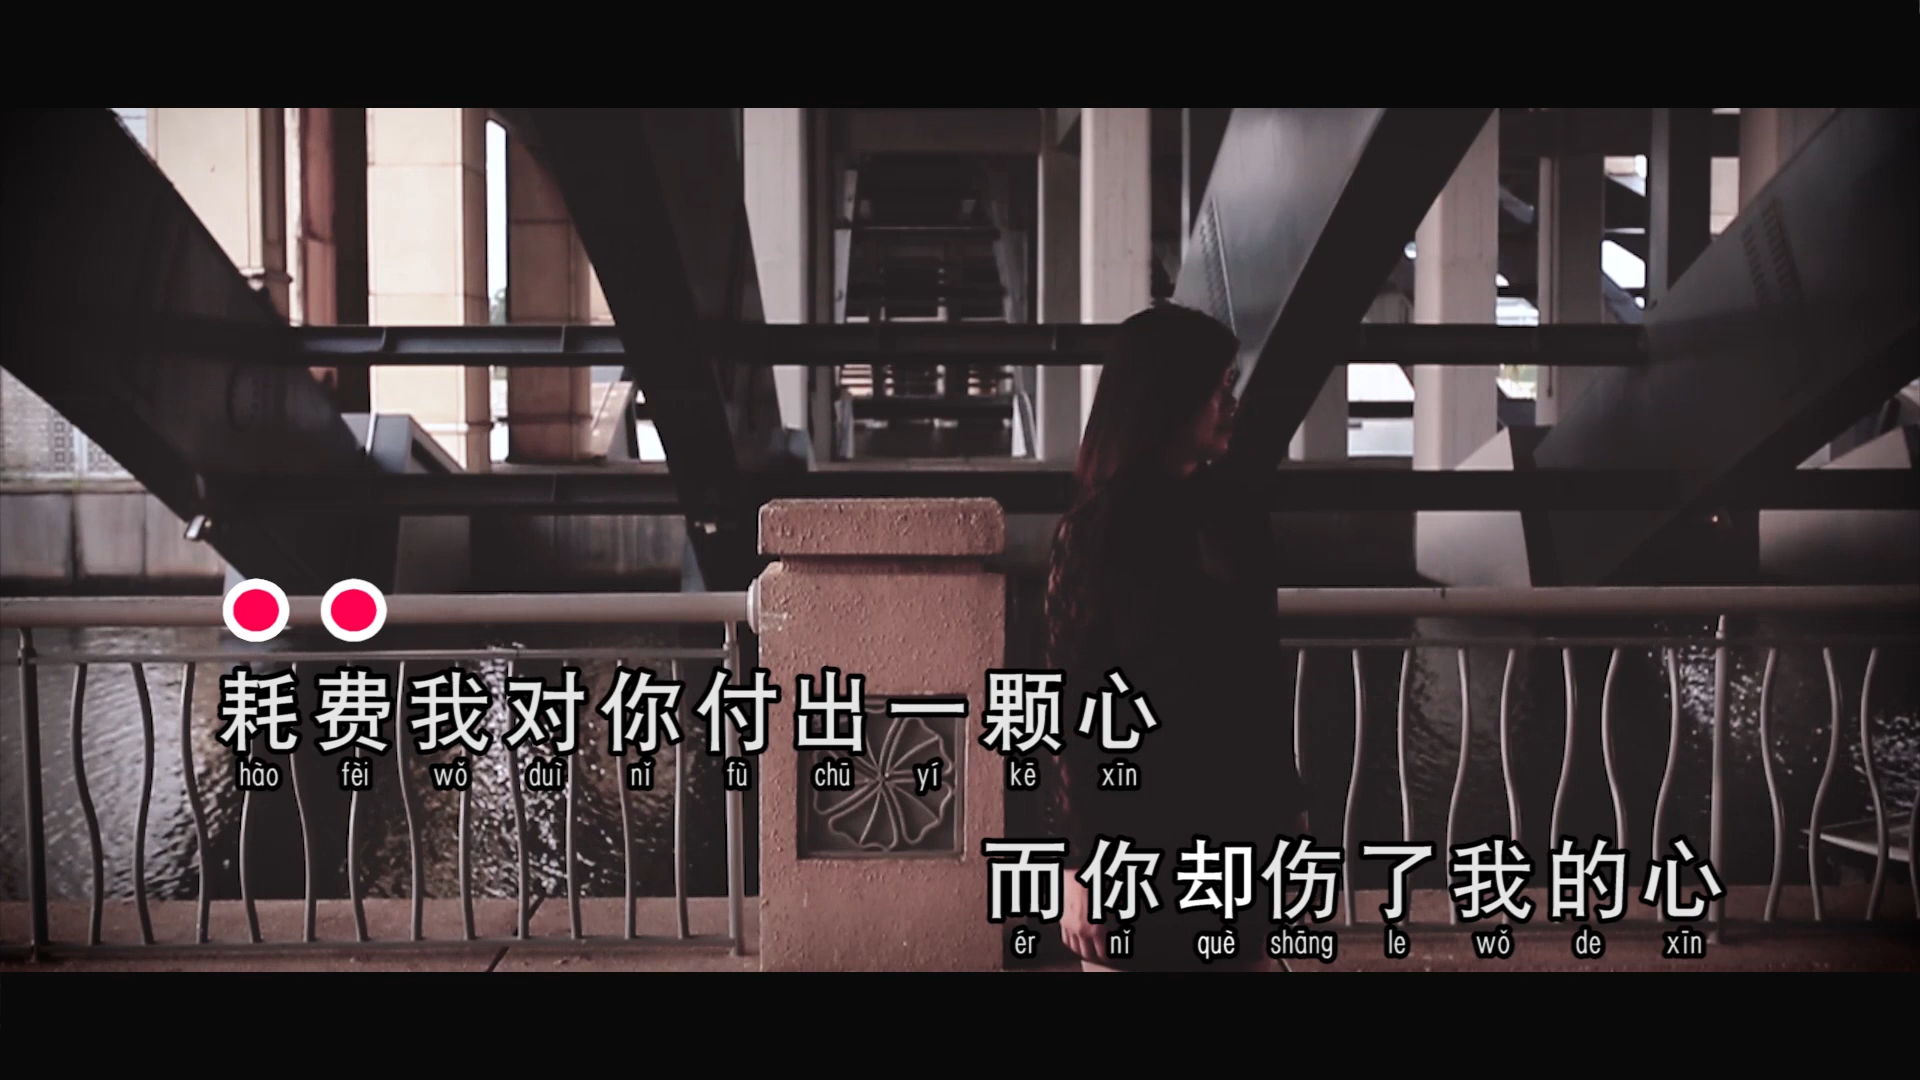 耗费我对你付出一颗心
hào fèi wǒ duì nǐ fù chū yí kē xīn
而你却伤了我的心
ér nǐ què shāng le wǒ de xīn